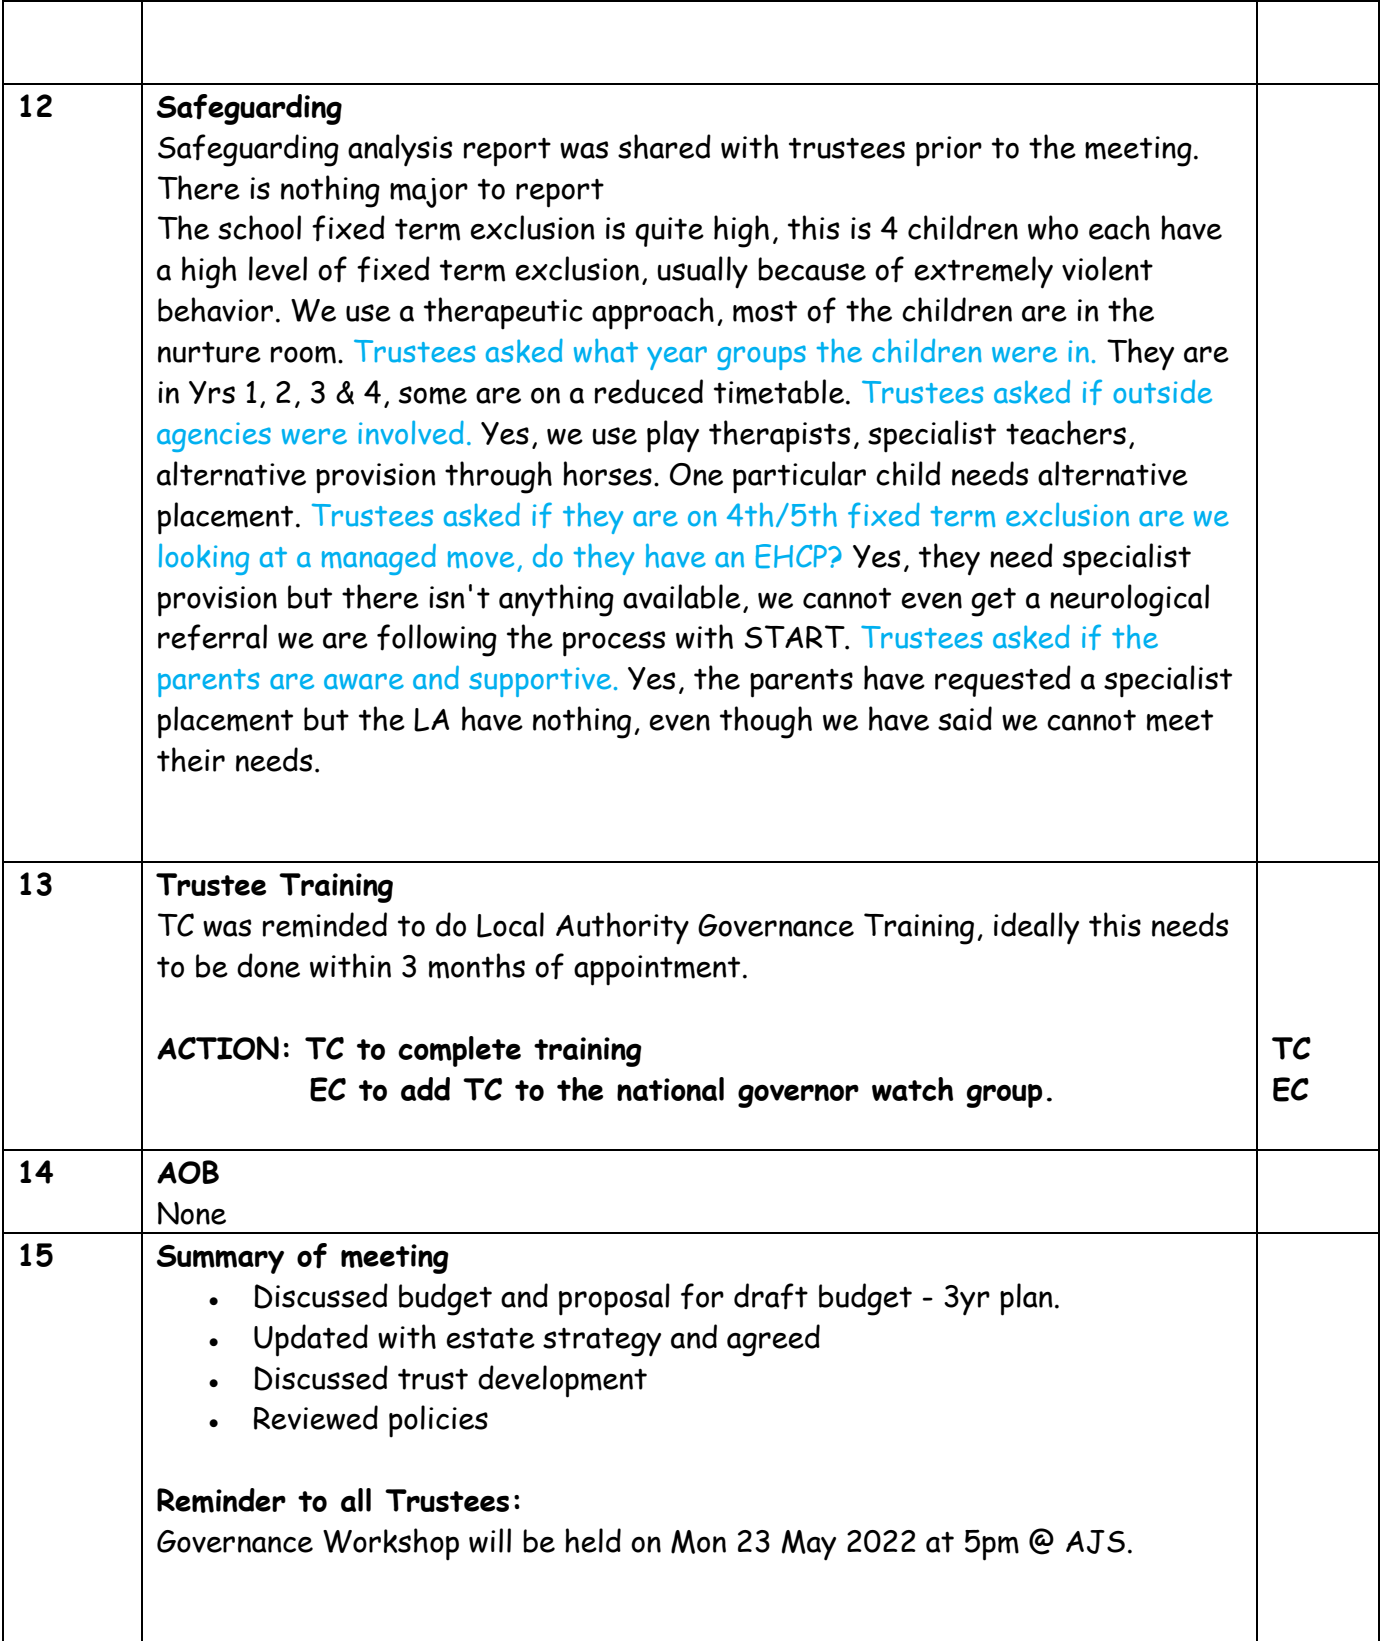 12 Safeguarding
Safeguarding analysis report was shared with trustees prior to the meeting.
There is nothing major to report
The school fixed term exclusion is quite high, this is 4 children who each have
a high level of fixed term exclusion, usually because of extremely violent
behavior. We use a therapeutic approach, most of the children are in the
nurture room. Trustees asked what year groups the children were in. They are
in Yrs 1, 2, 3 & 4, some are on a reduced timetable. Trustees asked if outside
agencies were involved. Yes, we use play therapists, specialist teachers,
alternative provision through horses. One particular child needs alternative
placement. Trustees asked if they are on 4th/5th fixed term exclusion are we
looking at a managed move, do they have an EHCP? Yes, they need specialist
provision but there isn't anything available, we cannot even get a neurological
referral we are following the process with START. Trustees asked if the
parents are aware and supportive. Yes, the parents have requested a specialist
placement but the LA have nothing, even though we have said we cannot meet
their needs.
13 Trustee Training
TC was reminded to do Local Authority Governance Training, ideally this needs
to be done within 3 months of appointment.
ACTION: TC to complete training TC
EC to add TC to the national governor watch group. EC
14 AOB
None
15 Summary of meeting
• Discussed budget and proposal for draft budget - 3yr plan.
• Updated with estate strategy and agreed
• Discussed trust development
• Reviewed policies
Reminder to all Trustees:
Governance Workshop will be held on Mon 23 May 2022 at 5pm @ AJS.